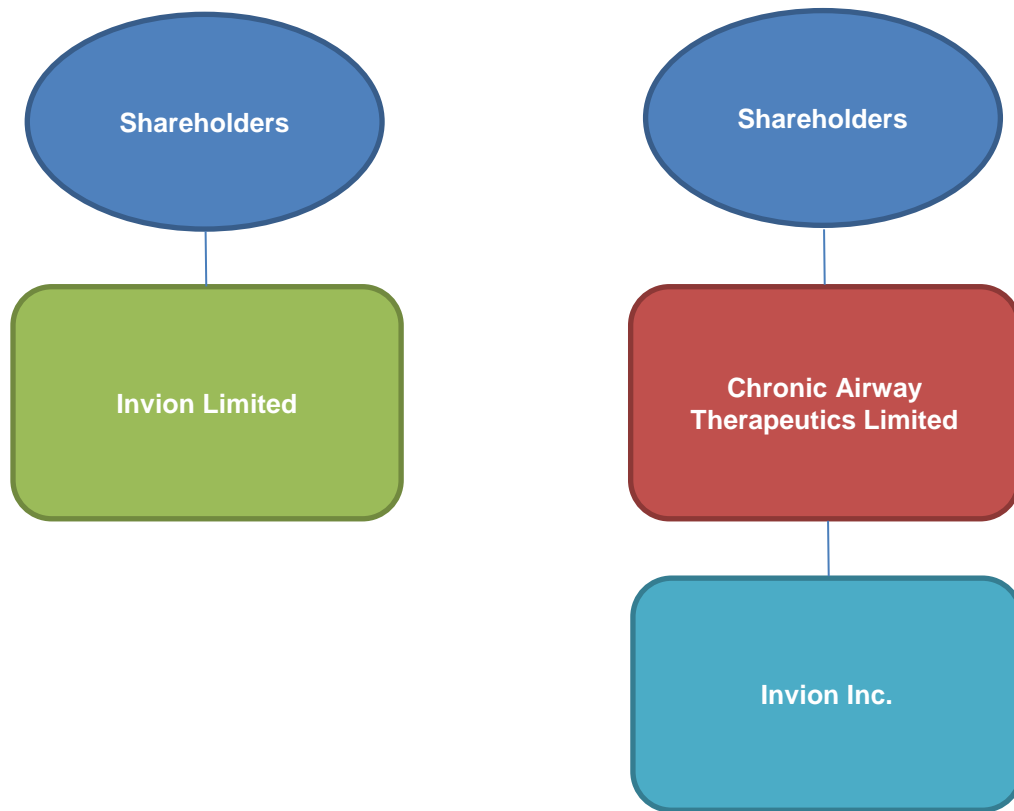 Shareholders
Shareholders
Invion Limited
Chronic Airway
Therapeutics Limited
Invion Inc.